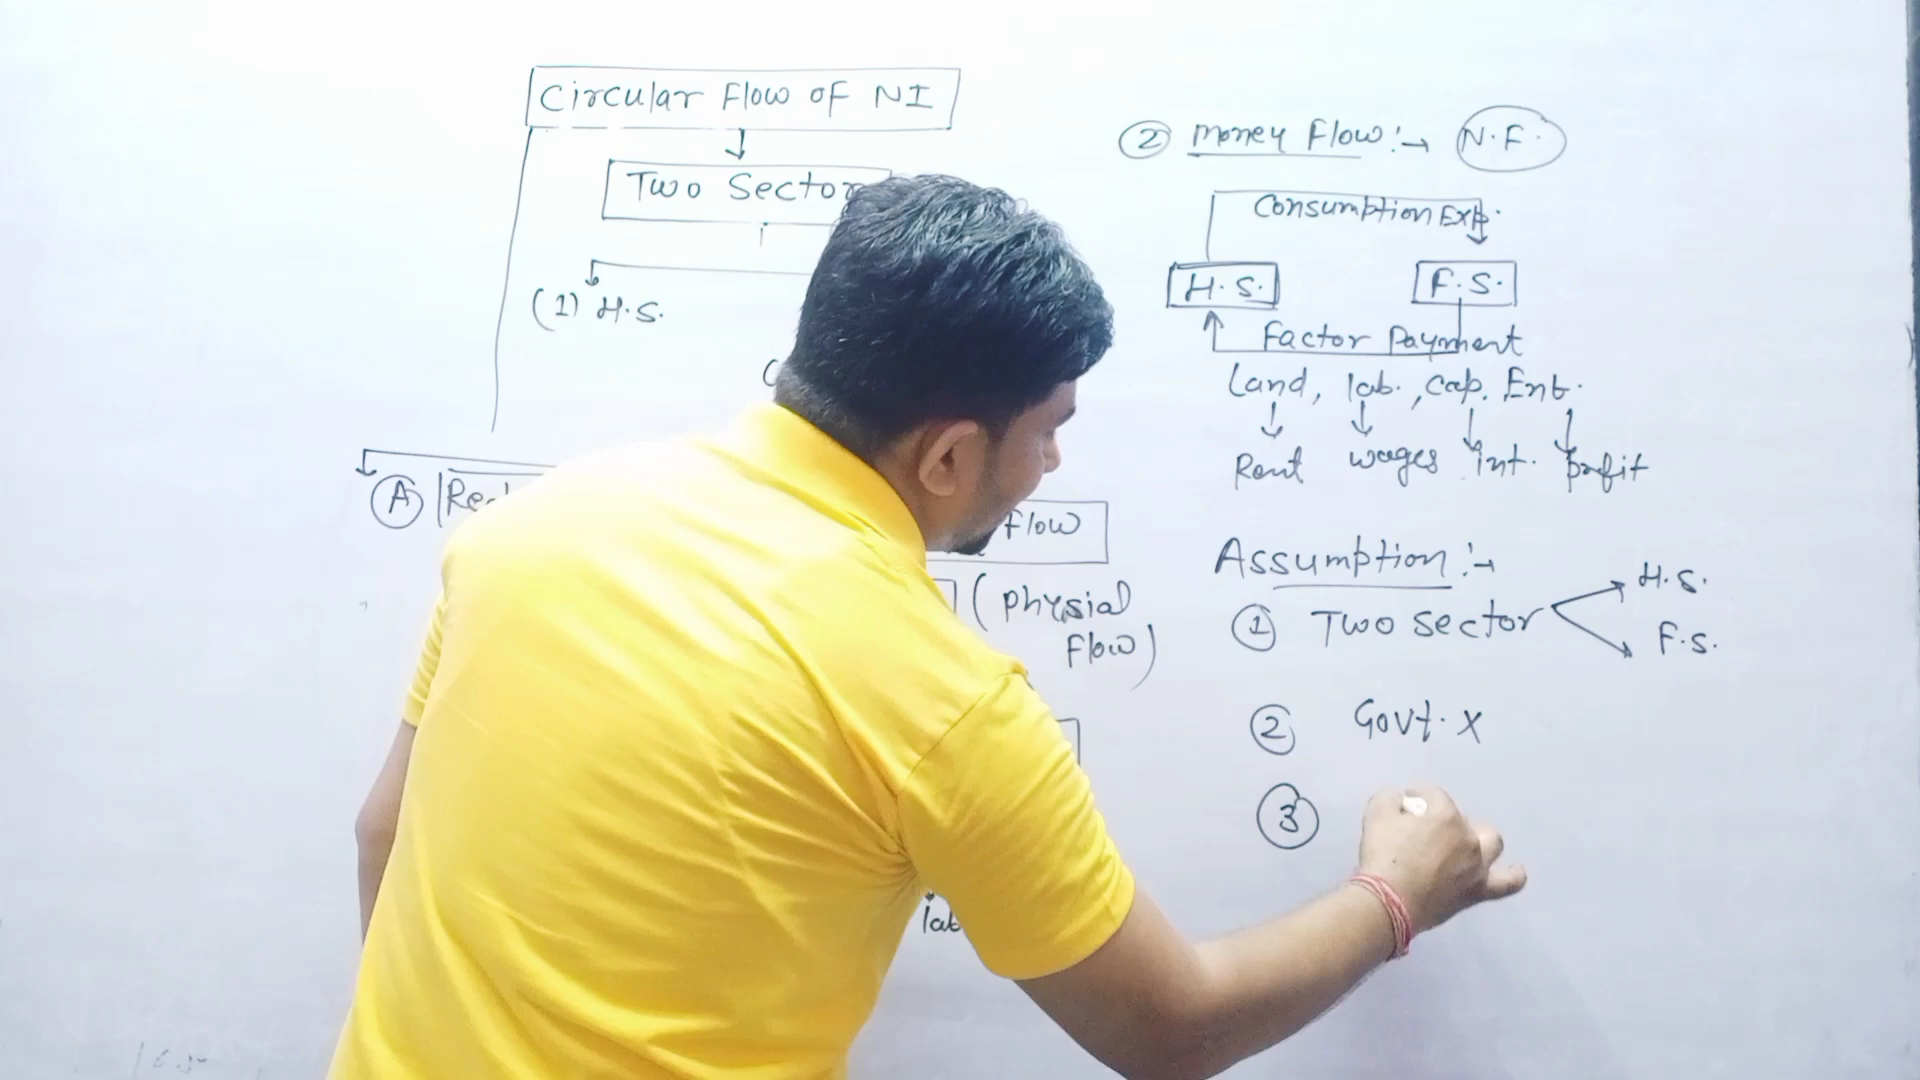 Circular Flow of NI
Two Sector
(1) H.S.
(A)
Flow
(Physial
Flow)
lab
② Money Flow:→ N.F.
Consumption Exp.
H.S. F.S.
Factor Payment
Land, lab., Cap. Ent.
Rent wages int. profit
Assumption:→
① Two Sector H.S.
F.S.
② Govt. X
③